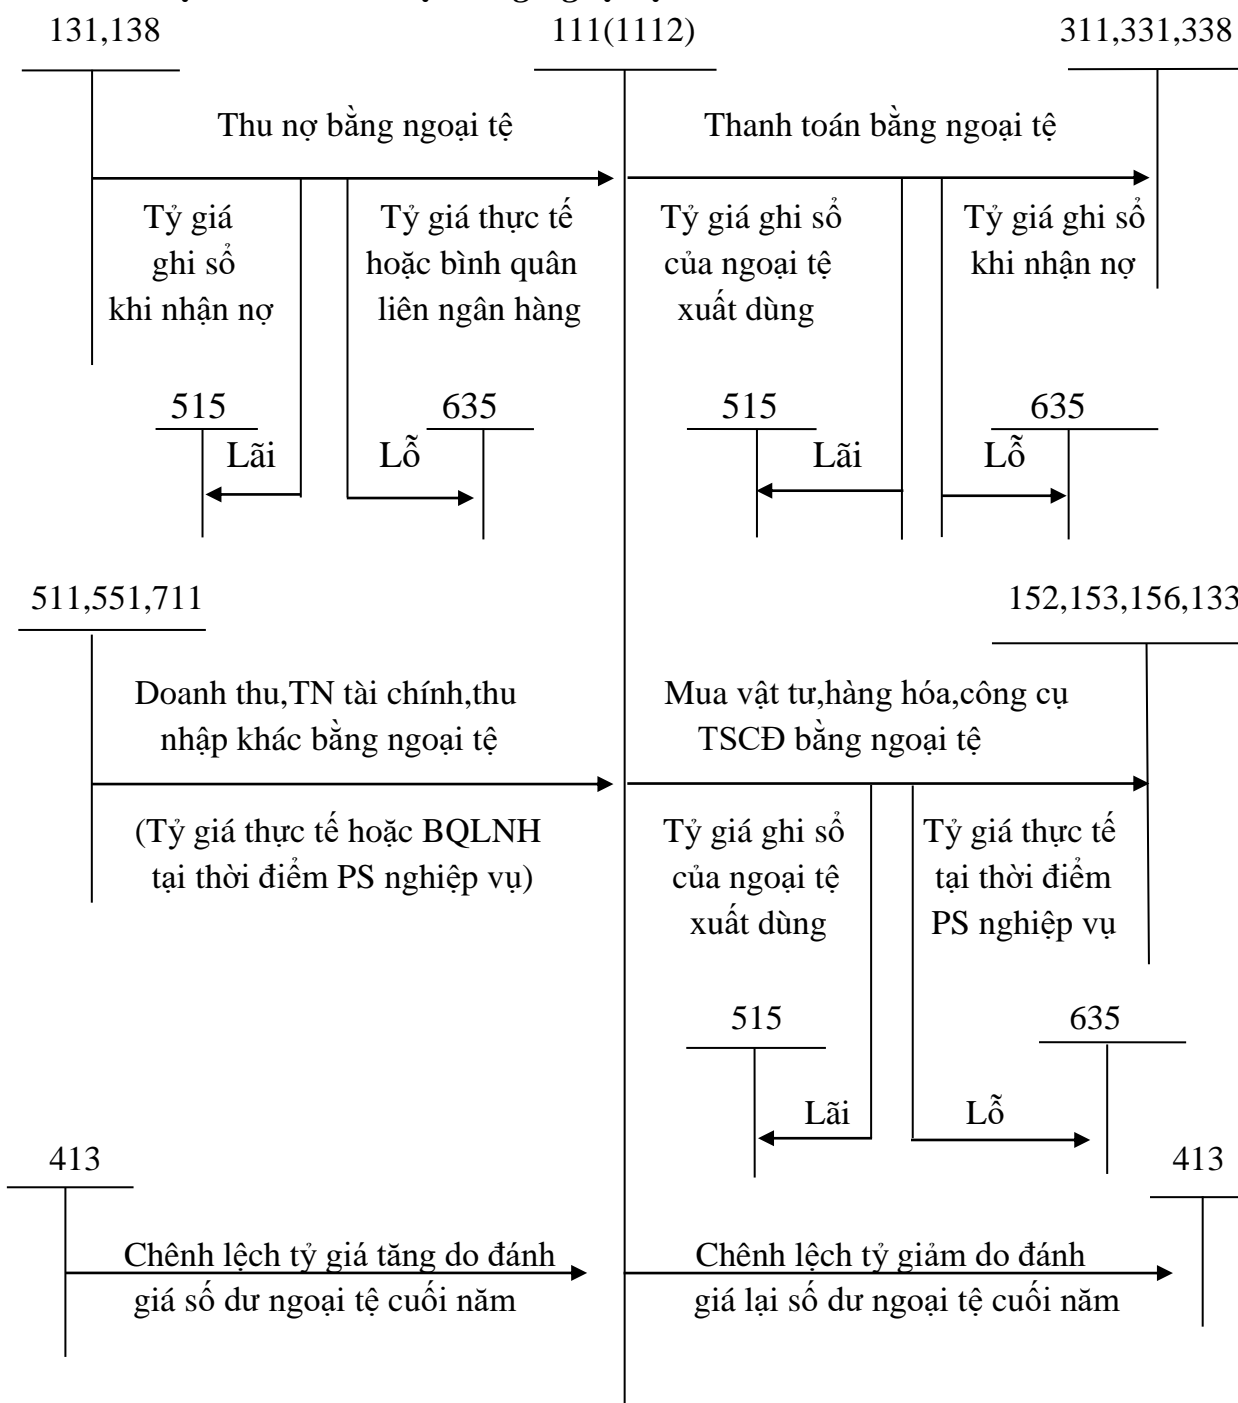 131,138
111(1112)
311,331,338
Thu nợ bằng ngoại tệ
Thanh toán bằng ngoại tệ
Tỷ giá
ghi sổ
khi nhận nợ
Tỷ giá thực tế
hoặc bình quân
liên ngân hàng
Tỷ giá ghi sổ
của ngoại tệ
xuất dùng
Tỷ giá ghi sổ
khi nhận nợ
515
635
515
635
Lãi
Lỗ
Lãi
Lỗ
511,551,711
152,153,156,133
Doanh thu,TN tài chính,thu
nhập khác bằng ngoại tệ
Mua vật tư,hàng hóa,công cụ
TSCĐ bằng ngoại tệ
(Tỷ giá thực tế hoặc BQLNH
tại thời điểm PS nghiệp vụ)
Tỷ giá ghi sổ
của ngoại tệ
xuất dùng
Tỷ giá thực tế
tại thời điểm
PS nghiệp vụ
515
635
Lãi
Lỗ
413
413
Chênh lệch tỷ giá tăng do đánh
giá số dư ngoại tệ cuối năm
Chênh lệch tỷ giảm do đánh
giá lại số dư ngoại tệ cuối năm